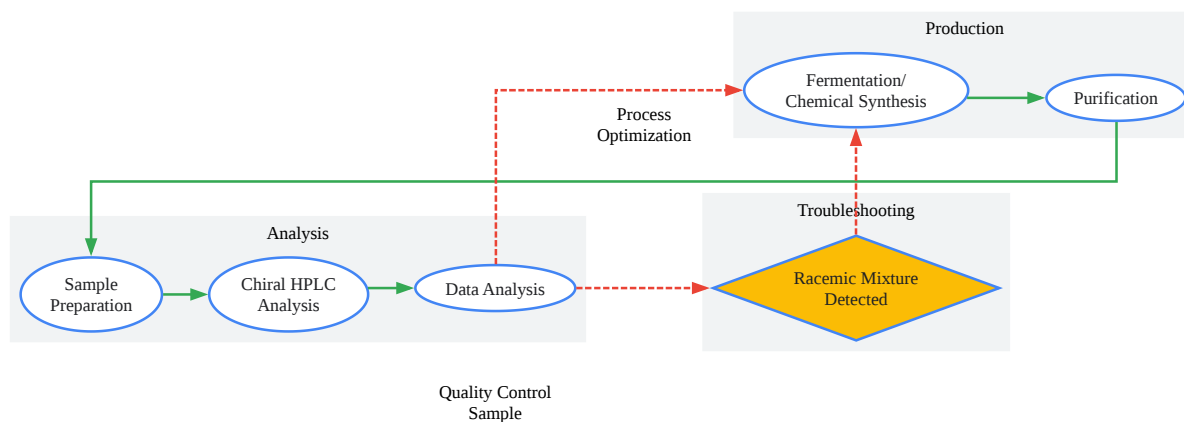 Production
Fermentation/
Chemical Synthesis
Purification
Process
Optimization
Troubleshooting
Analysis
Sample
Preparation
Chiral HPLC
Analysis
Data Analysis
Racemic Mixture
Detected
Quality Control
Sample